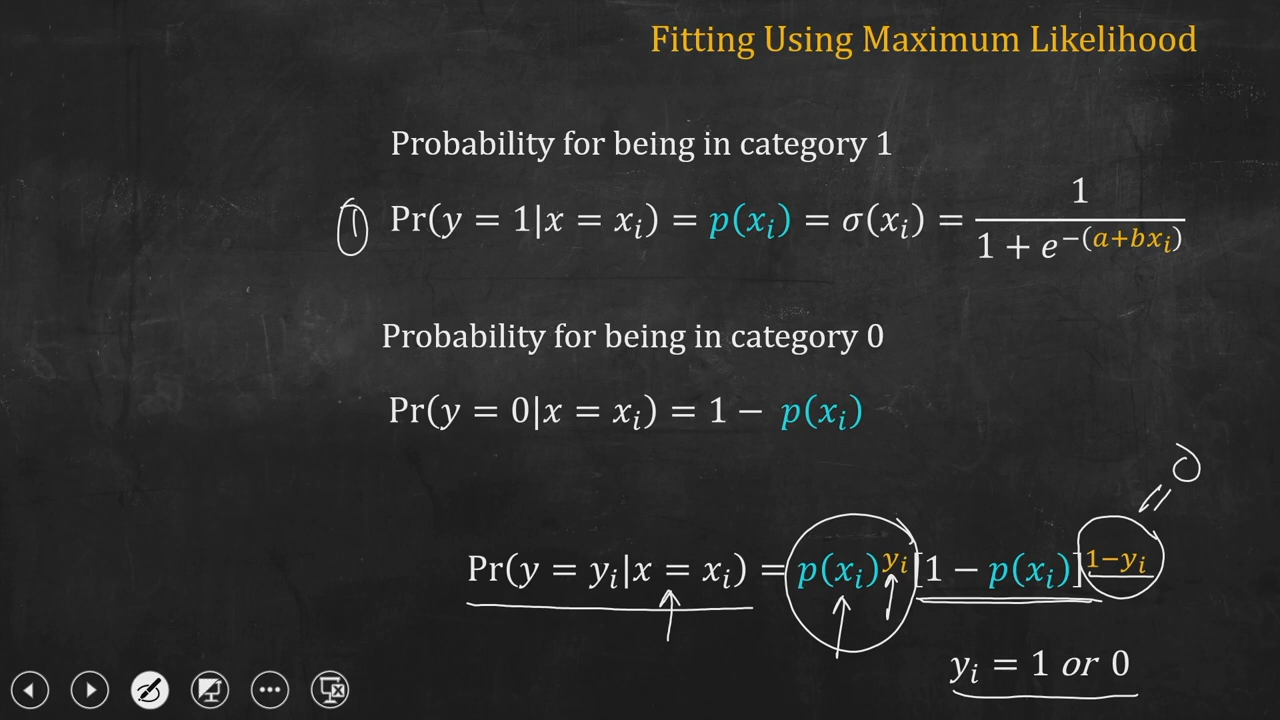 Fitting Using Maximum Likelihood
Probability for being in category 1
① Pr(y = 1|x = xᵢ) = p(xᵢ) = σ(xᵢ) = 1 / (1 + e^−(a+bxᵢ))
Probability for being in category 0
Pr(y = 0|x = xᵢ) = 1 − p(xᵢ)
= 0
Pr(y = yᵢ|x = xᵢ) = p(xᵢ)^yᵢ [1 − p(xᵢ)]^1−yᵢ
yᵢ = 1 or 0